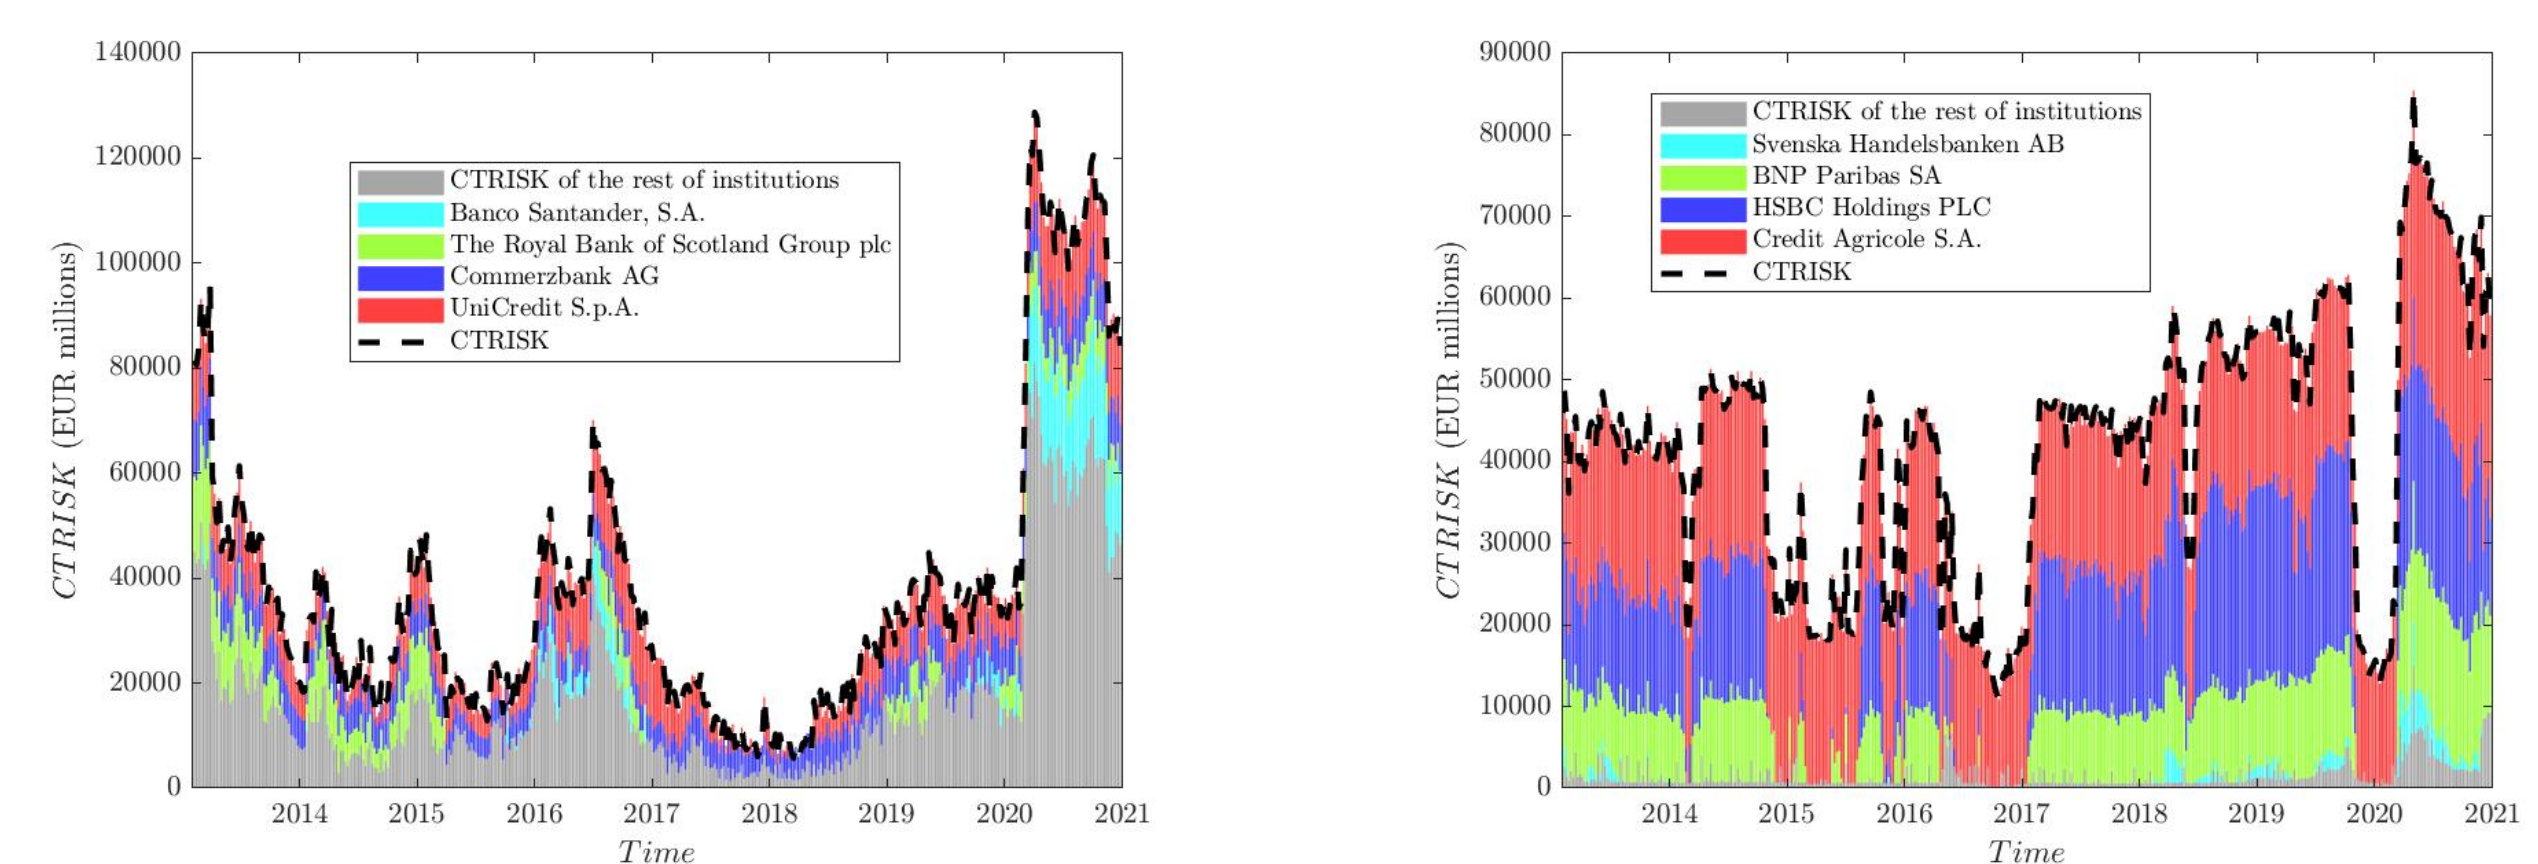 140000
120000
100000
80000
60000
40000
20000
0
CTRISK (EUR millions)
CTRISK of the rest of institutions
Banco Santander, S.A.
The Royal Bank of Scotland Group plc
Commerzbank AG
UniCredit S.p.A.
CTRISK
2014 2015 2016 2017 2018 2019 2020 2021
Time
90000
80000
70000
60000
50000
40000
30000
20000
10000
0
CTRISK (EUR millions)
CTRISK of the rest of institutions
Svenska Handelsbanken AB
BNP Paribas SA
HSBC Holdings PLC
Credit Agricole S.A.
CTRISK
2014 2015 2016 2017 2018 2019 2020 2021
Time